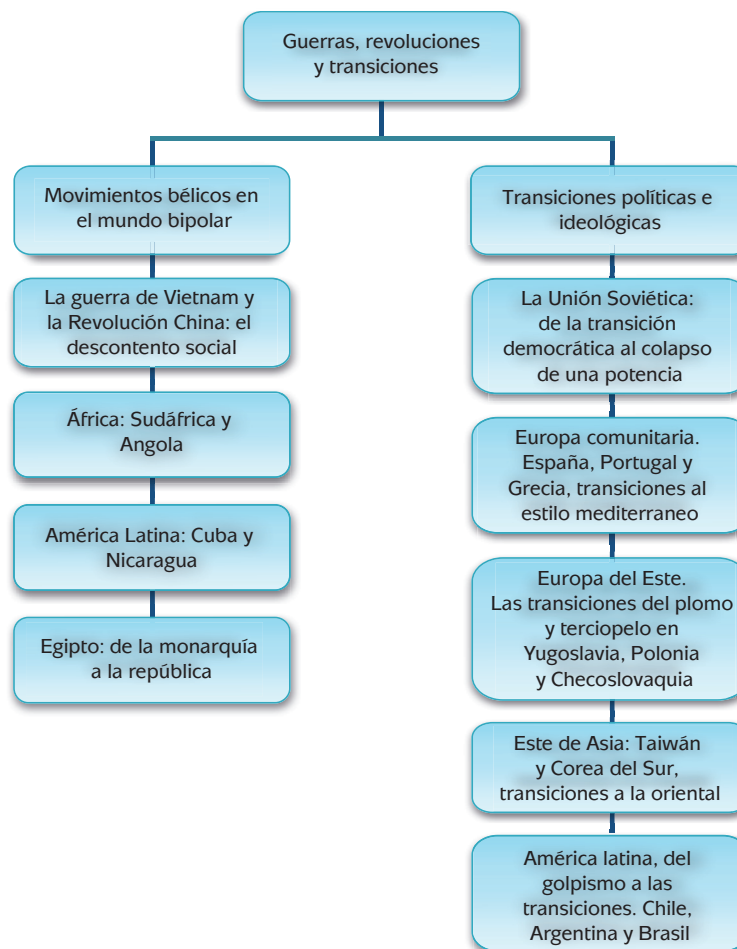 Guerras, revoluciones
y transiciones
Movimientos bélicos en
el mundo bipolar
La guerra de Vietnam y
la Revolución China: el
descontento social
África: Sudáfrica y
Angola
América Latina: Cuba y
Nicaragua
Egipto: de la monarquía
a la república
Transiciones políticas e
ideológicas
La Unión Soviética:
de la transición
democrática al colapso
de una potencia
Europa comunitaria.
España, Portugal y
Grecia, transiciones al
estilo mediterraneo
Europa del Este.
Las transiciones del plomo
y terciopelo en
Yugoslavia, Polonia
y Checoslovaquia
Este de Asia: Taiwán
y Corea del Sur,
transiciones a la oriental
América latina, del
golpismo a las
transiciones. Chile,
Argentina y Brasil